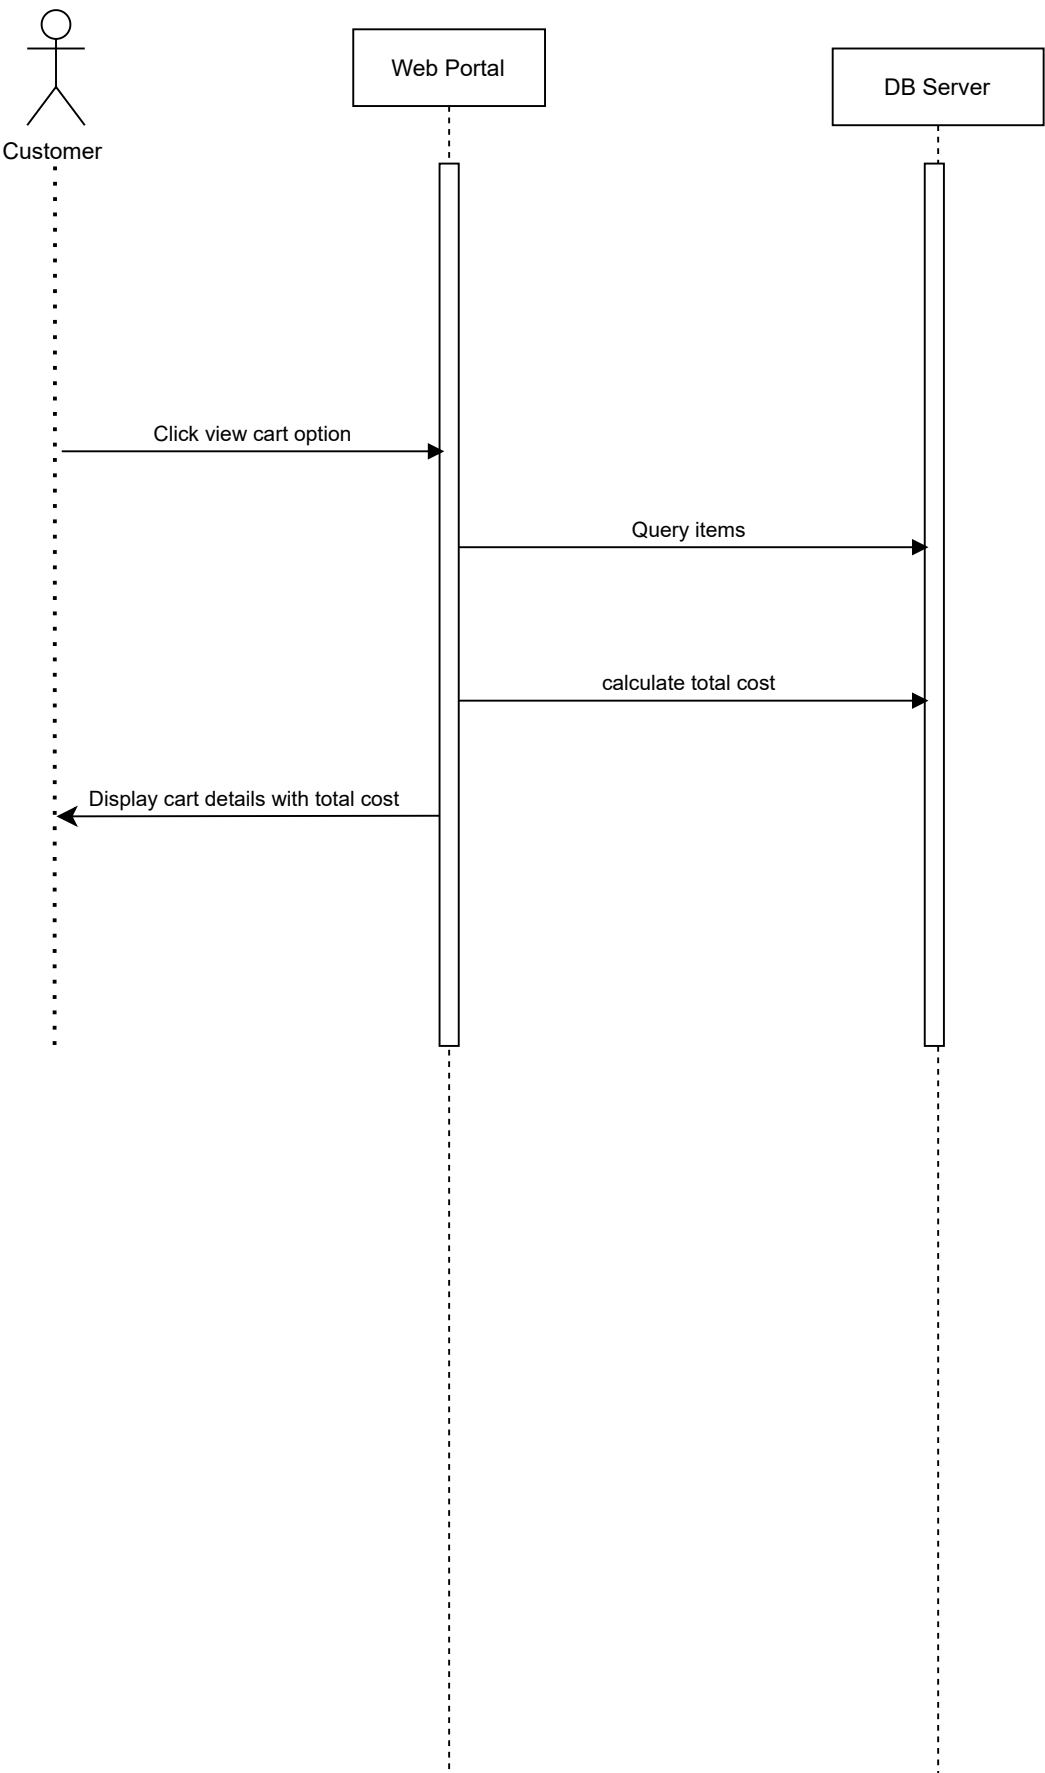 Web Portal
DB Server
Customer
Click view cart option
Query items
calculate total cost
Display cart details with total cost